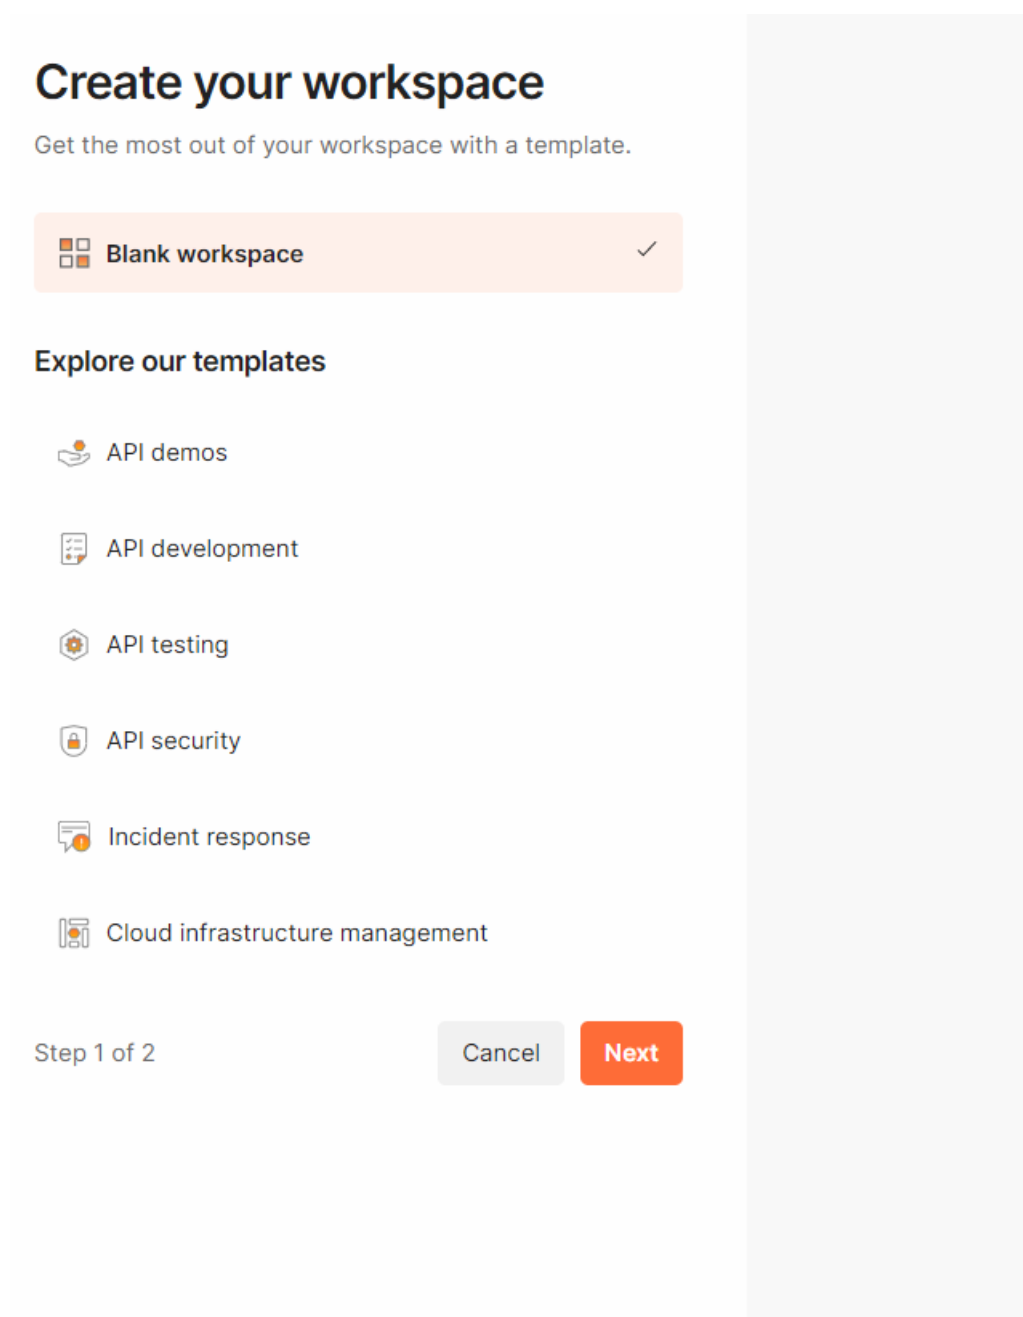 Create your workspace
Get the most out of your workspace with a template.
Blank workspace
Explore our templates
API demos
API development
API testing
API security
Incident response
Cloud infrastructure management
Step 1 of 2
Cancel
Next